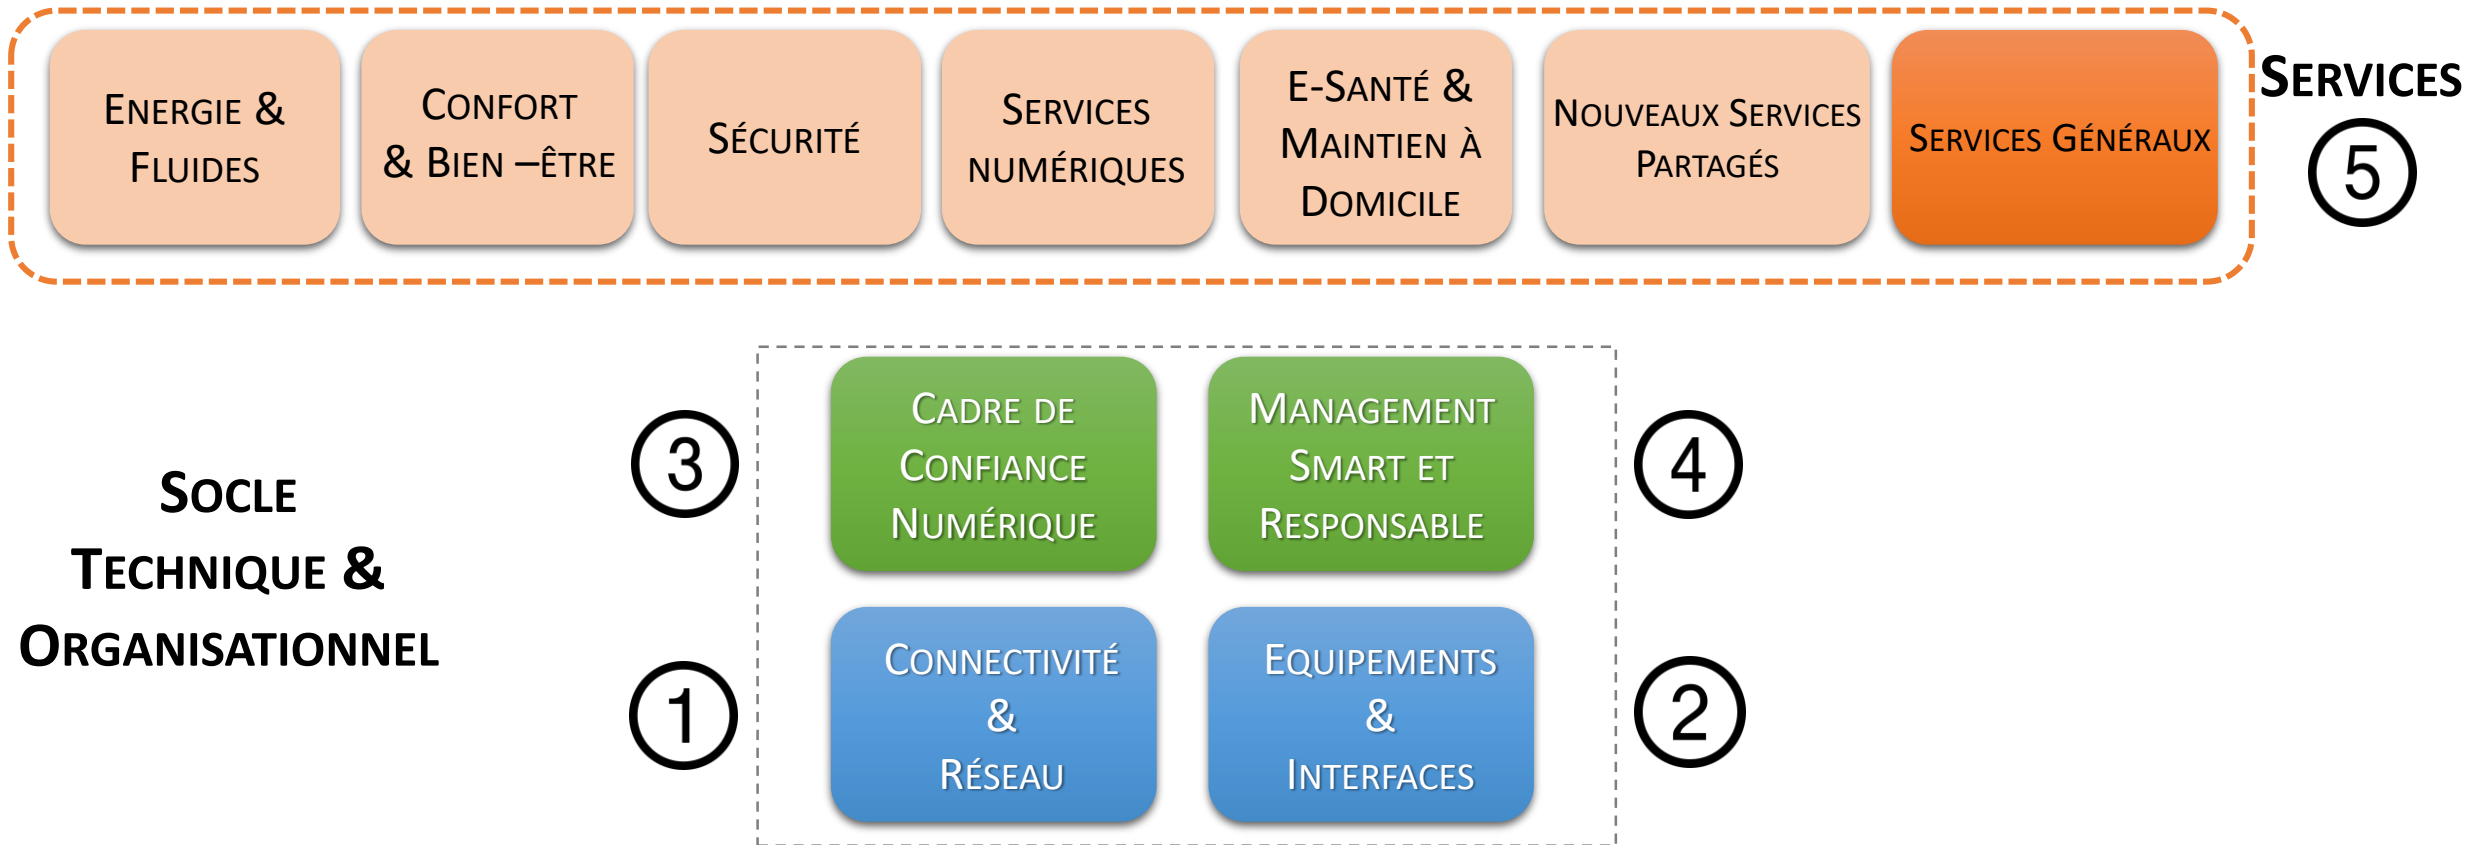 Energie &
Fluides
Confort
& Bien –être
Sécurité
Services
numériques
E-Santé &
Maintien à
Domicile
Nouveaux Services
Partagés
Services Généraux
Services
5
Socle
Technique &
Organisationnel
3
Cadre de
Confiance
Numérique
Management
Smart et
Responsable
4
1
Connectivité
&
Réseau
Equipements
&
Interfaces
2